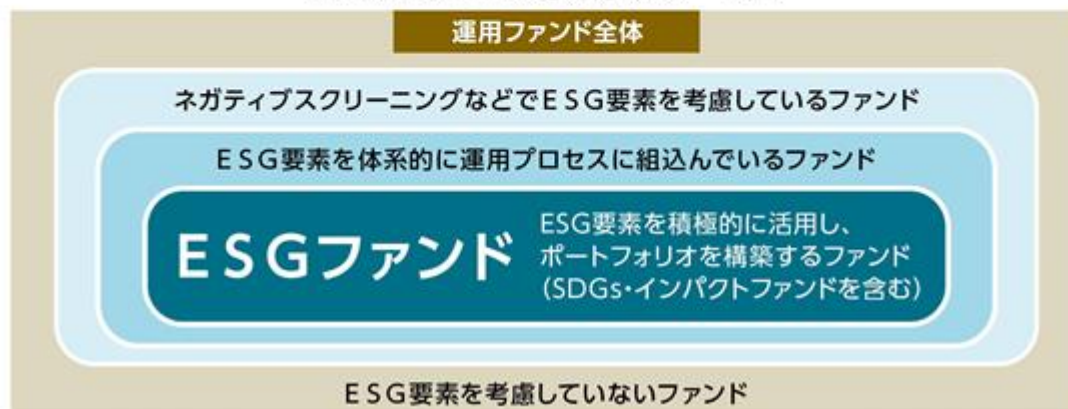 運用ファンド全体
ネガティブスクリーニングなどでESG要素を考慮しているファンド
ESG要素を体系的に運用プロセスに組込んでいるファンド
ESGファンド
ESG要素を積極的に活用し、
ポートフォリオを構築するファンド
(SDGs・インパクトファンドを含む)
ESG要素を考慮していないファンド